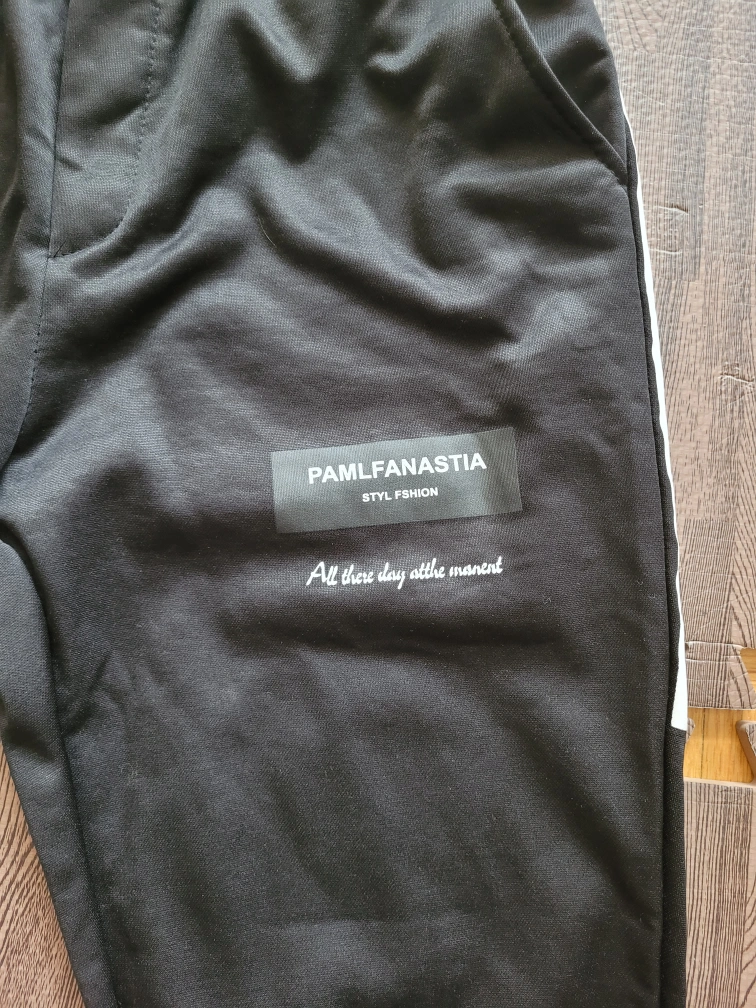 PAMLFANASTIA
STYL FSHION
All there day atthe manent